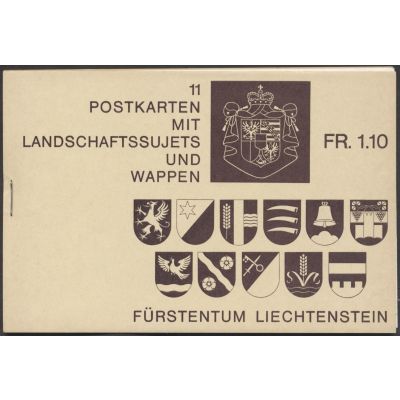 11
POSTKARTEN
MIT
LANDSCHAFTSSUJETS
UND
WAPPEN
FR. 1.10
FÜRSTENTUM LIECHTENSTEIN